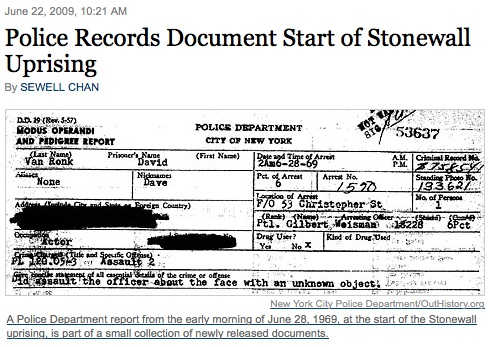 June 22, 2009, 10:21 AM
Police Records Document Start of Stonewall
Uprising
By SEWELL CHAN
D.D. 19 (Rev. 5-57)
MODUS OPERANDI
AND PEDIGREE REPORT
POLICE DEPARTMENT
CITY OF NEW YORK
NOT WAN
SIG
53637
(Last Name) Prisoner's Name (First Name)
Van Ronk David
Date and Time of Arrest A.M.
2Am6-28-69 P.M.
Criminal Record No.
Aliases
None
Nicknames
Dave
Pct. of Arrest
6
Arrest No.
Standing Photo No.
133621
Address (Include City and State or Foreign Country)
Location of Arrest
F/O 53 Christopher St
No. of Persons
1
(Rank) (Name) Arresting Officer (Shield) (Comd)
Ptl. Gilbert Weisman 18228 6Pct
Occupation
Actor
Drug User?
Yes No X
Kind of Drug Used
Crime Charged (Title and Specific Offense)
PL 120.05-3 Assault 2
Give concise statement of all essential details of the crime or offense
Did assault the officer about the face with an unknown object.
New York City Police Department/OutHistory.org
A Police Department report from the early morning of June 28, 1969, at the start of the Stonewall
uprising, is part of a small collection of newly released documents.